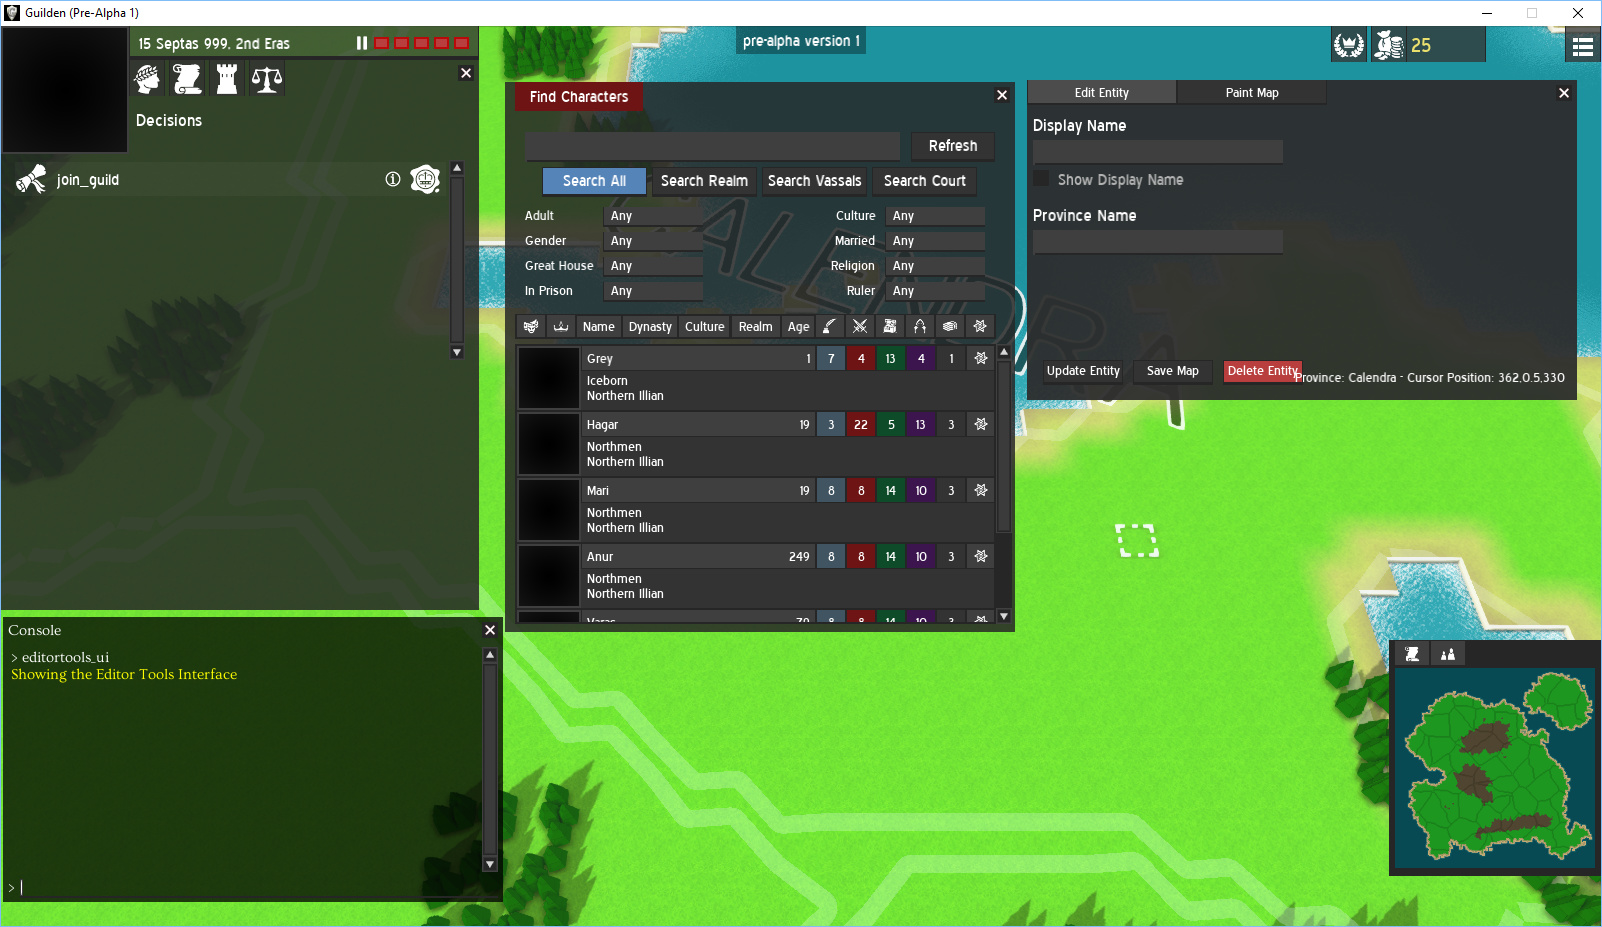 Guilden (Pre-Alpha 1)
15 Septas 999, 2nd Eras
pre-alpha version 1
25
Decisions
join_guild
Find Characters
Refresh
Search All
Search Realm
Search Vassals
Search Court
Adult Any
Culture Any
Gender Any
Married Any
Great House Any
Religion Any
In Prison Any
Ruler Any
Name Dynasty Culture Realm Age
Grey 1 7 4 13 4 1
Iceborn
Northern Illian
Hagar 19 3 22 5 13 3
Northmen
Northern Illian
Mari 19 8 8 14 10 3
Northmen
Northern Illian
Anur 249 8 8 14 10 3
Northmen
Northern Illian
Edit Entity
Paint Map
Display Name
Show Display Name
Province Name
Update Entity
Save Map
Delete Entity
Province: Calendra - Cursor Position: 362,0.5,330
CALENDRA
Console
> editortools_ui
Showing the Editor Tools Interface
>